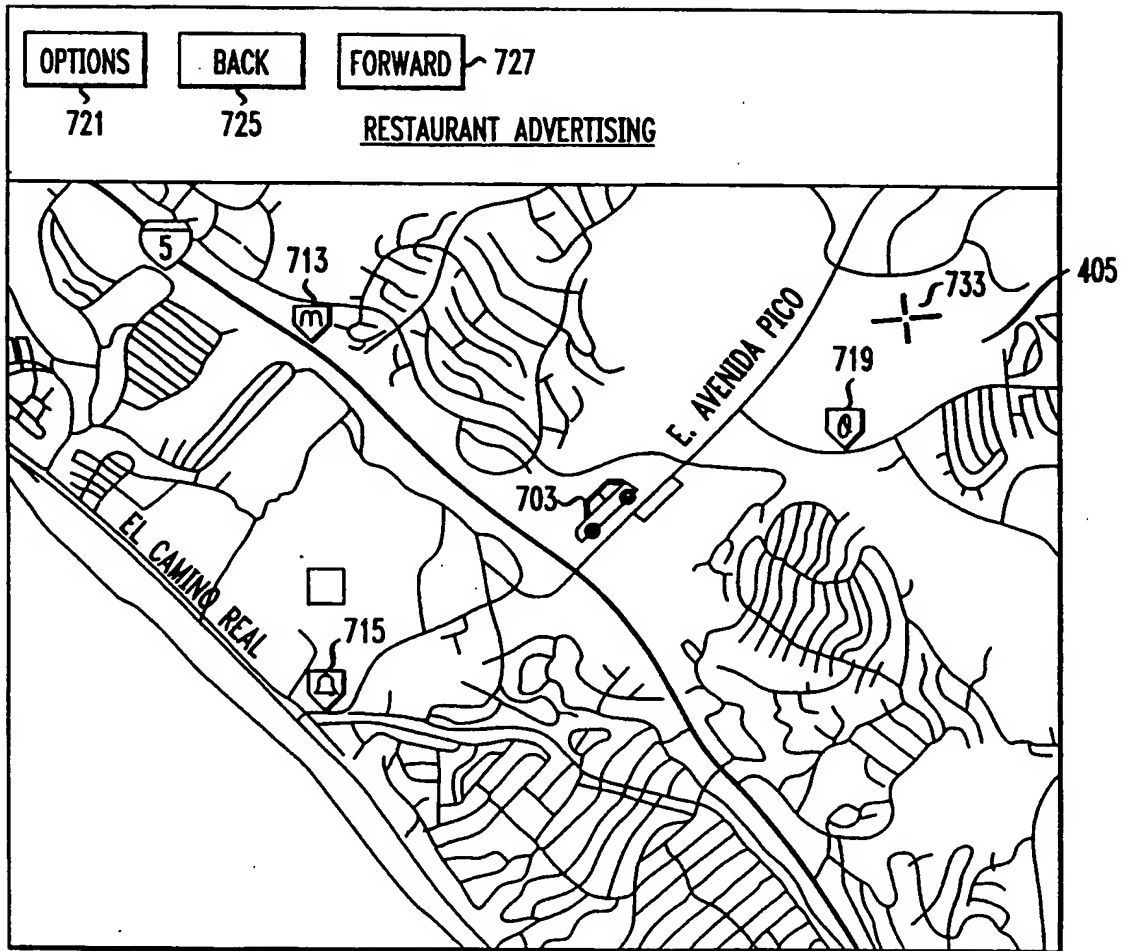 OPTIONS BACK FORWARD 727
721 725
RESTAURANT ADVERTISING
5
713
m
733
405
E. AVENIDA PICO
719
703
EL CAMINO REAL
715